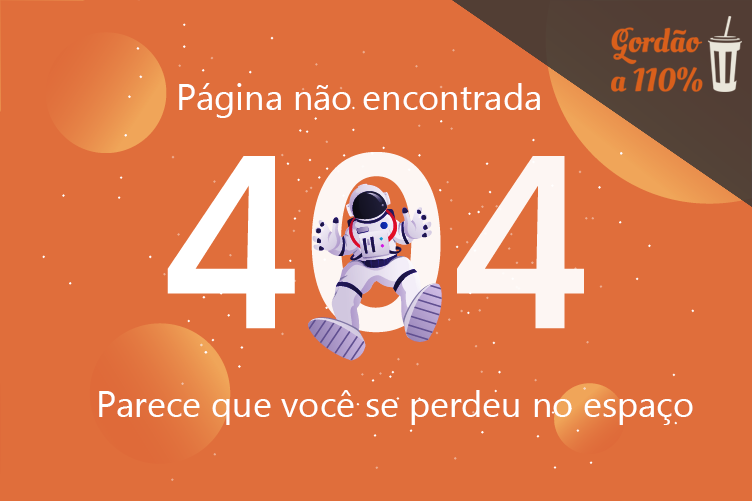 Gordão
a 110%
Página não encontrada
404
Parece que você se perdeu no espaço